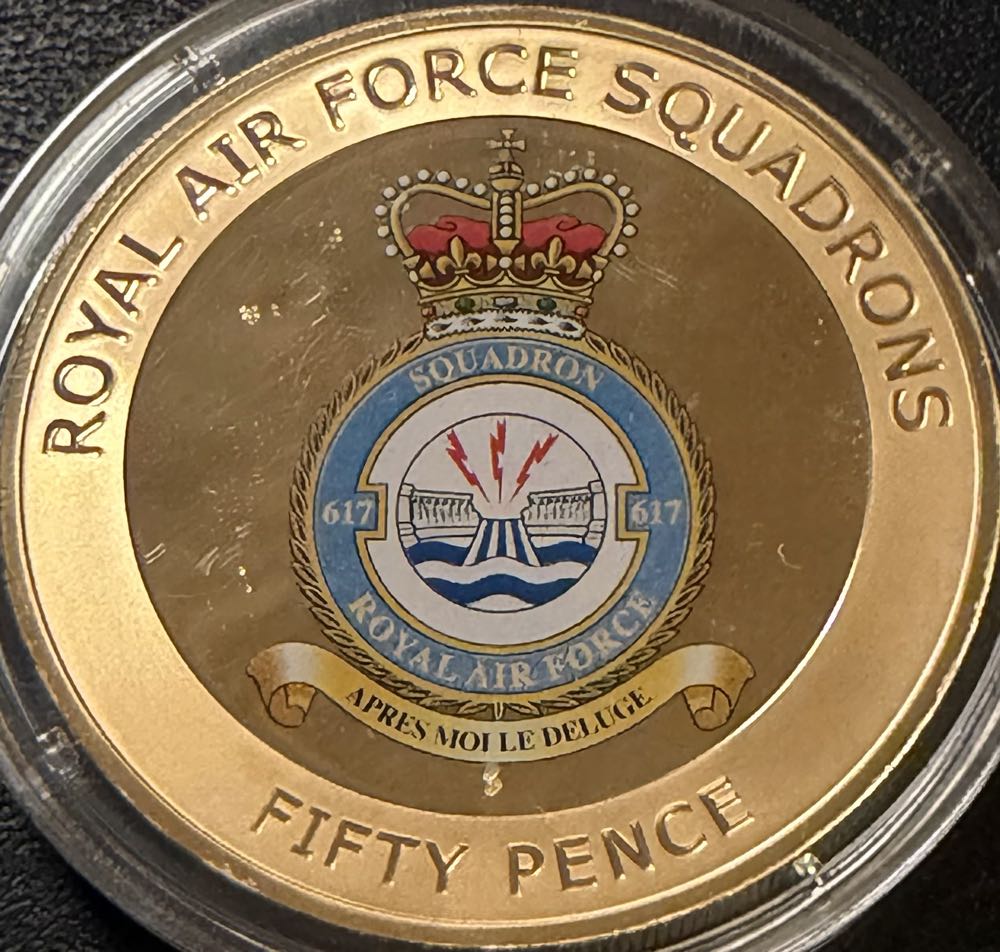 ROYAL AIR FORCE SQUADRONS
SQUADRON
617 617
ROYAL AIR FORCE
APRES MOI LE DELUGE
FIFTY PENCE